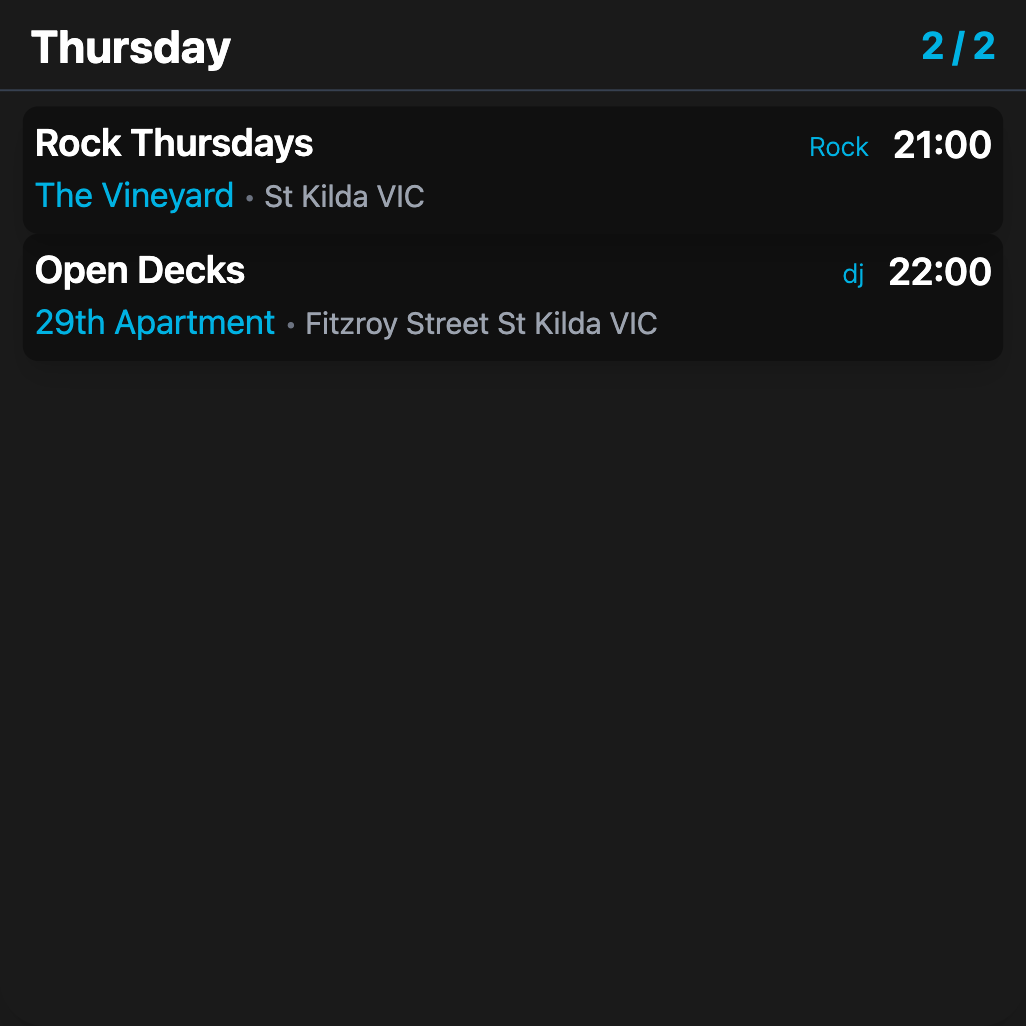 Thursday 2 / 2
Rock Thursdays Rock 21:00
The Vineyard • St Kilda VIC
Open Decks dj 22:00
29th Apartment • Fitzroy Street St Kilda VIC